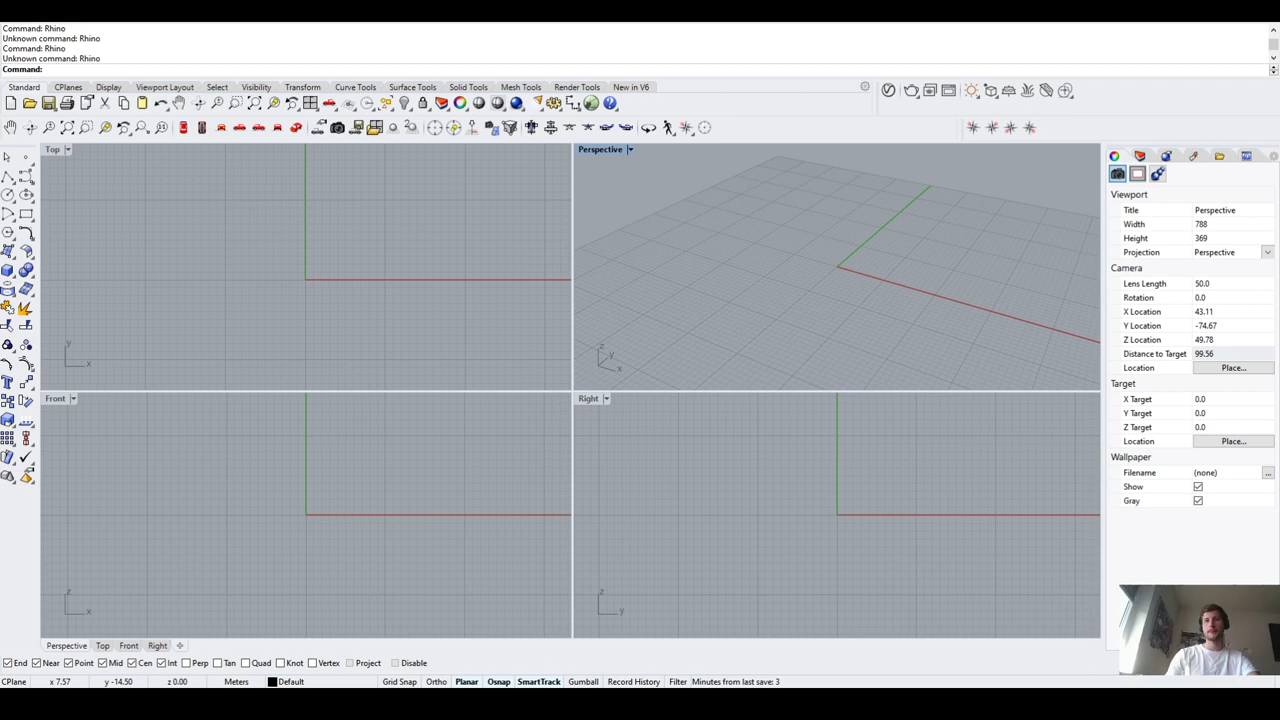 Command: Rhino
Unknown command: Rhino
Command: Rhino
Unknown command: Rhino
Command:
Standard CPlanes Display Viewport Layout Select Visibility Transform Curve Tools Surface Tools Solid Tools Mesh Tools Render Tools New in V6
Top
Perspective
y
x
z
y
x
Front
Right
z
x
z
y
Viewport
Title Perspective
Width 788
Height 369
Projection Perspective
Camera
Lens Length 50.0
Rotation 0.0
X Location 43.11
Y Location -74.67
Z Location 49.78
Distance to Target 99.56
Location Place...
Target
X Target 0.0
Y Target 0.0
Z Target 0.0
Location Place...
Wallpaper
Filename (none) ...
Show
Gray
Perspective Top Front Right
End Near Point Mid Cen Int Perp Tan Quad Knot Vertex Project Disable
CPlane x 7.57 y -14.50 z 0.00 Meters Default Grid Snap Ortho Planar Osnap SmartTrack Gumball Record History Filter Minutes from last save: 3